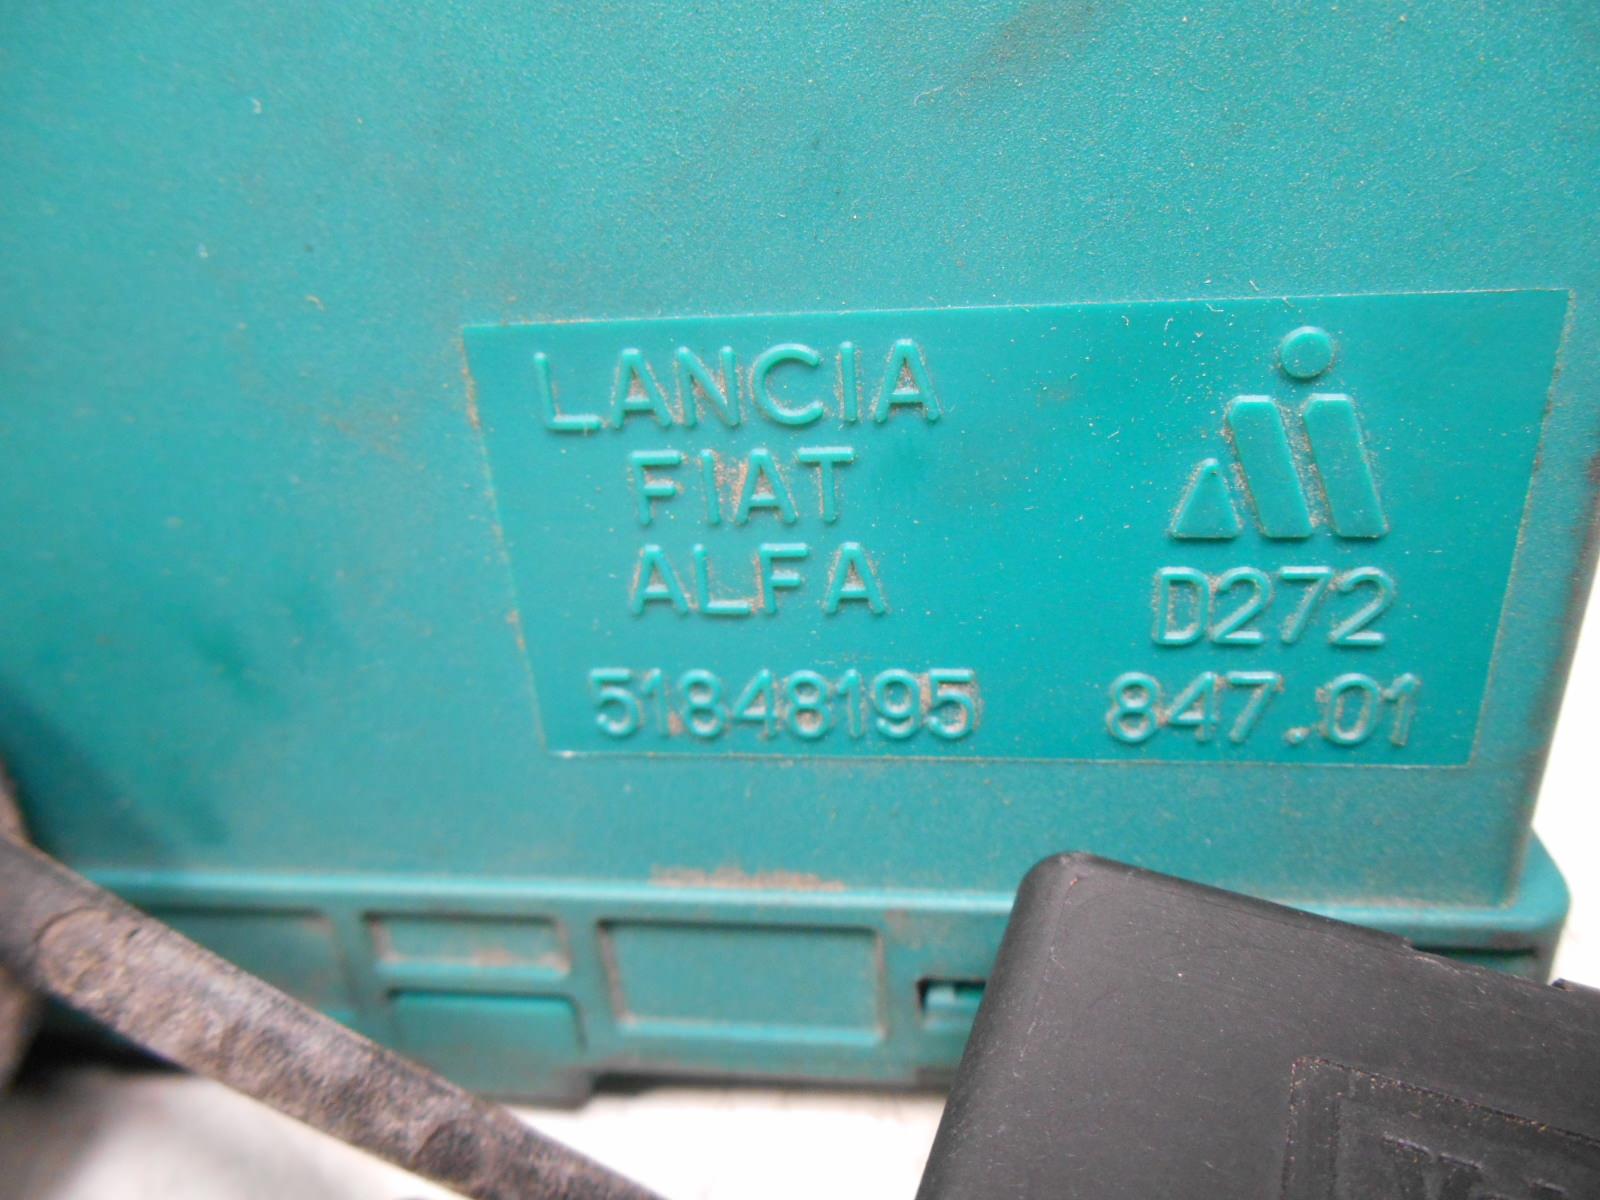 LANCIA
FIAT
ALFA
51848195
D272
847.01